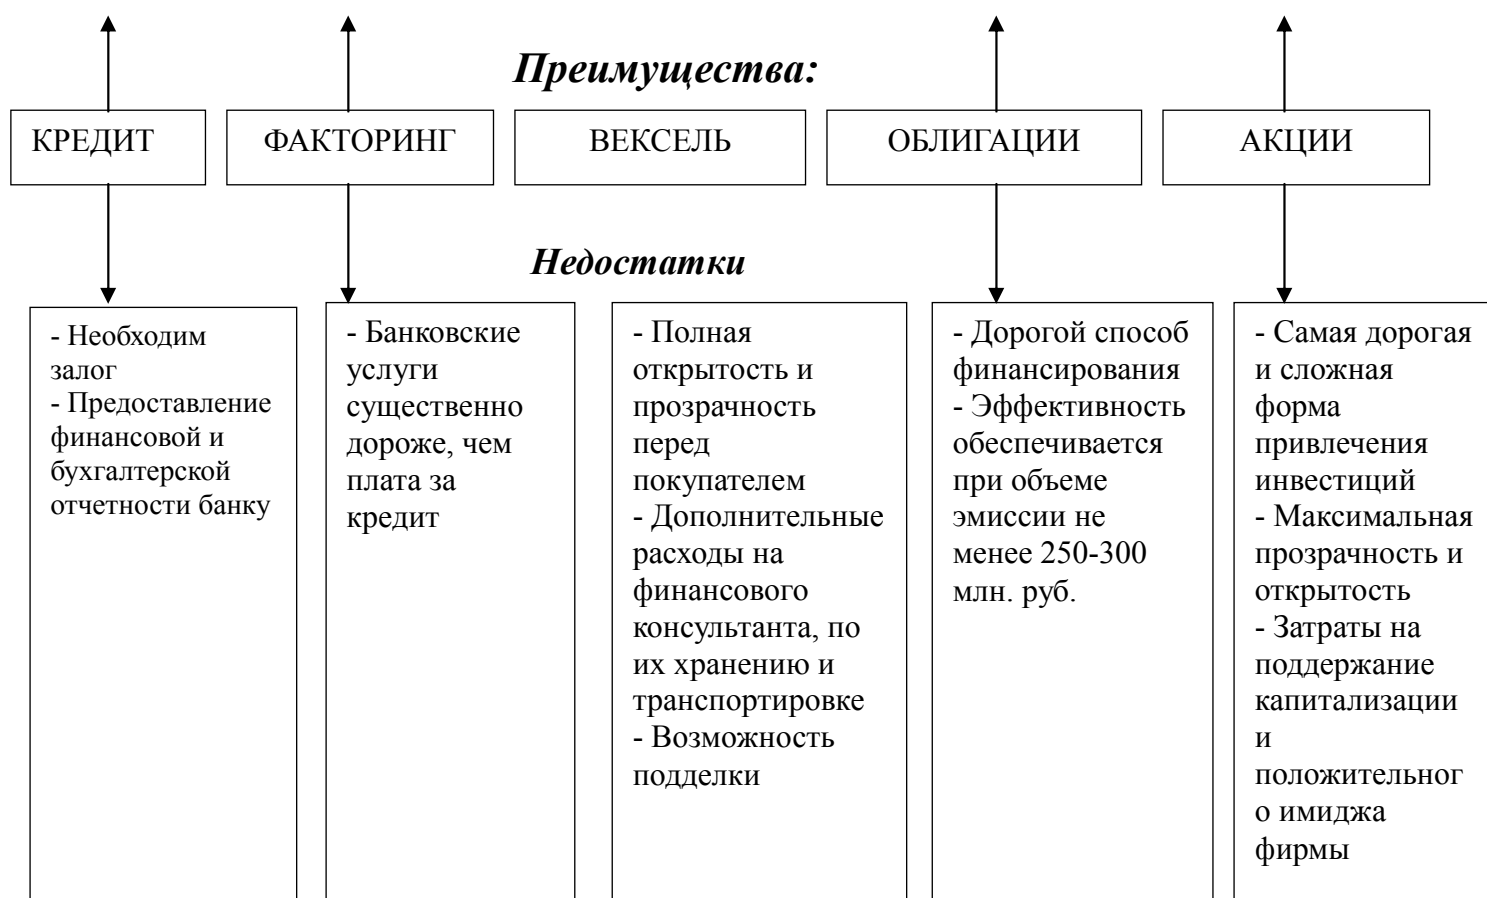 Преимущества:
КРЕДИТ
ФАКТОРИНГ
ВЕКСЕЛЬ
ОБЛИГАЦИИ
АКЦИИ
Недостатки
- Необходим
залог
- Предоставление
финансовой и
бухгалтерской
отчетности банку
- Банковские
услуги
существенно
дороже, чем
плата за
кредит
- Полная
открытость и
прозрачность
перед
покупателем
- Дополнительные
расходы на
финансового
консультанта, по
их хранению и
транспортировке
- Возможность
подделки
- Дорогой способ
финансирования
- Эффективность
обеспечивается
при объеме
эмиссии не
менее 250-300
млн. руб.
- Самая дорогая
и сложная
форма
привлечения
инвестиций
- Максимальная
прозрачность и
открытость
- Затраты на
поддержание
капитализации
и
положительног
о имиджа
фирмы